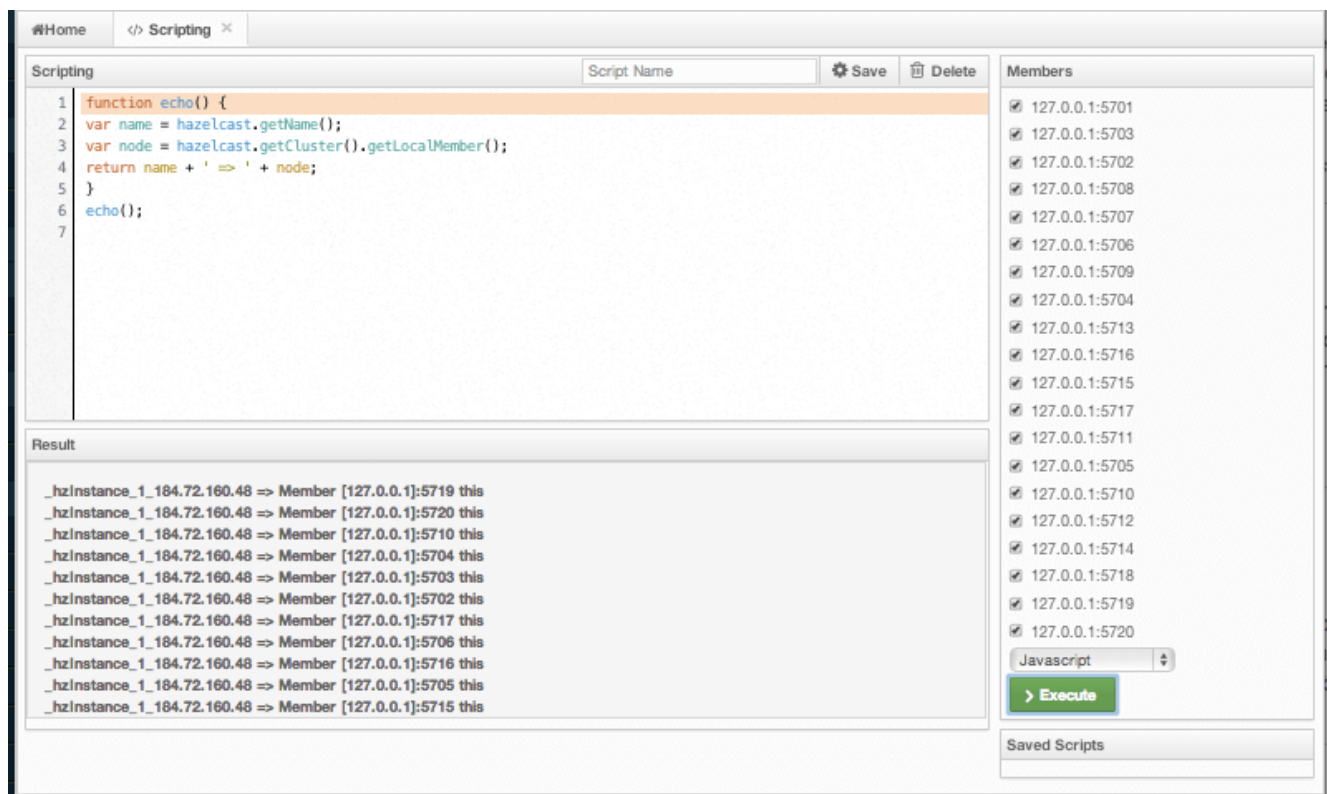 Home
</> Scripting ×
Scripting
Script Name
Save
Delete
1 function echo() {
2 var name = hazelcast.getName();
3 var node = hazelcast.getCluster().getLocalMember();
4 return name + ' => ' + node;
5 }
6 echo();
7
Result
_hzInstance_1_184.72.160.48 => Member [127.0.0.1]:5719 this
_hzInstance_1_184.72.160.48 => Member [127.0.0.1]:5720 this
_hzInstance_1_184.72.160.48 => Member [127.0.0.1]:5710 this
_hzInstance_1_184.72.160.48 => Member [127.0.0.1]:5704 this
_hzInstance_1_184.72.160.48 => Member [127.0.0.1]:5703 this
_hzInstance_1_184.72.160.48 => Member [127.0.0.1]:5702 this
_hzInstance_1_184.72.160.48 => Member [127.0.0.1]:5717 this
_hzInstance_1_184.72.160.48 => Member [127.0.0.1]:5706 this
_hzInstance_1_184.72.160.48 => Member [127.0.0.1]:5716 this
_hzInstance_1_184.72.160.48 => Member [127.0.0.1]:5705 this
_hzInstance_1_184.72.160.48 => Member [127.0.0.1]:5715 this
Members
127.0.0.1:5701
127.0.0.1:5703
127.0.0.1:5702
127.0.0.1:5708
127.0.0.1:5707
127.0.0.1:5706
127.0.0.1:5709
127.0.0.1:5704
127.0.0.1:5713
127.0.0.1:5716
127.0.0.1:5715
127.0.0.1:5717
127.0.0.1:5711
127.0.0.1:5705
127.0.0.1:5710
127.0.0.1:5712
127.0.0.1:5714
127.0.0.1:5718
127.0.0.1:5719
127.0.0.1:5720
Javascript
> Execute
Saved Scripts